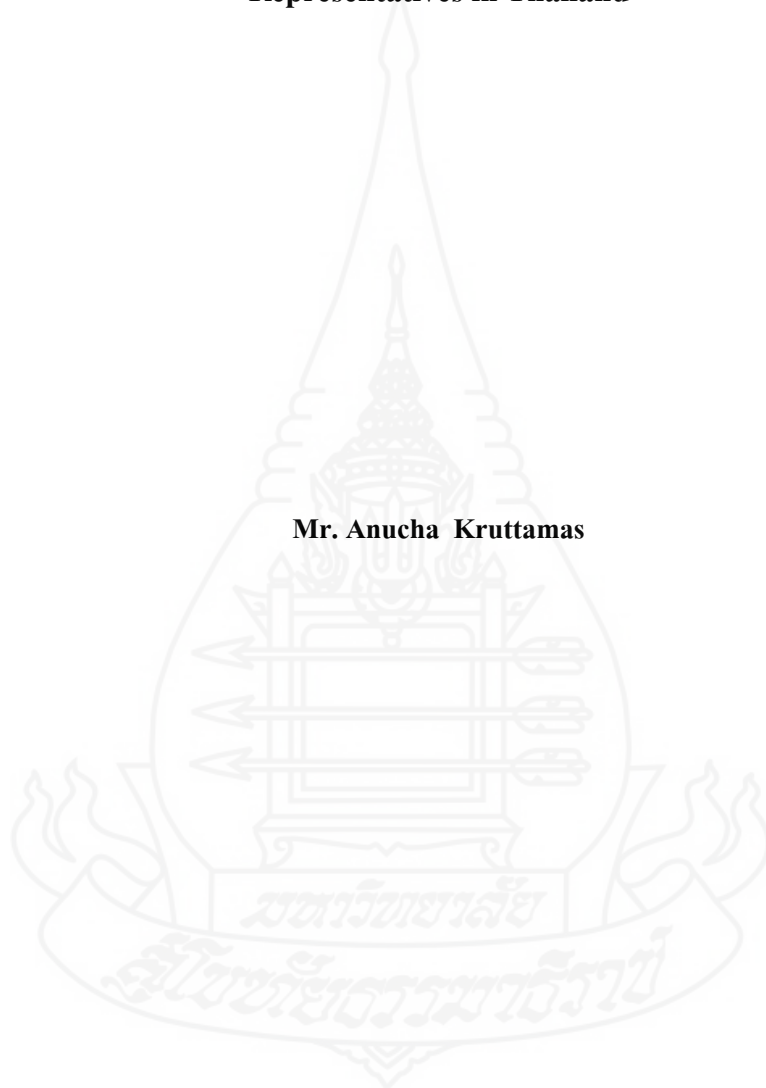 Representatives in Thailand
Mr. Anucha Kruttamas
มหาวิทยาลัย
สุโขทัยธรรมาธิราช